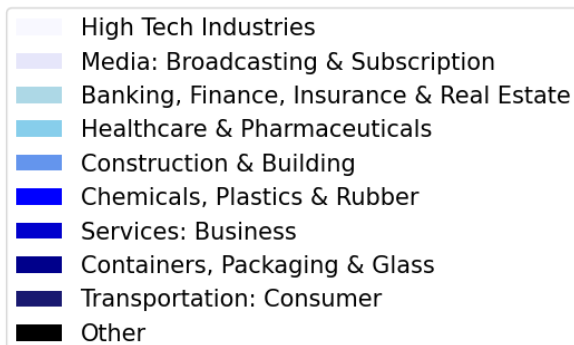 High Tech Industries
Media: Broadcasting & Subscription
Banking, Finance, Insurance & Real Estate
Healthcare & Pharmaceuticals
Construction & Building
Chemicals, Plastics & Rubber
Services: Business
Containers, Packaging & Glass
Transportation: Consumer
Other